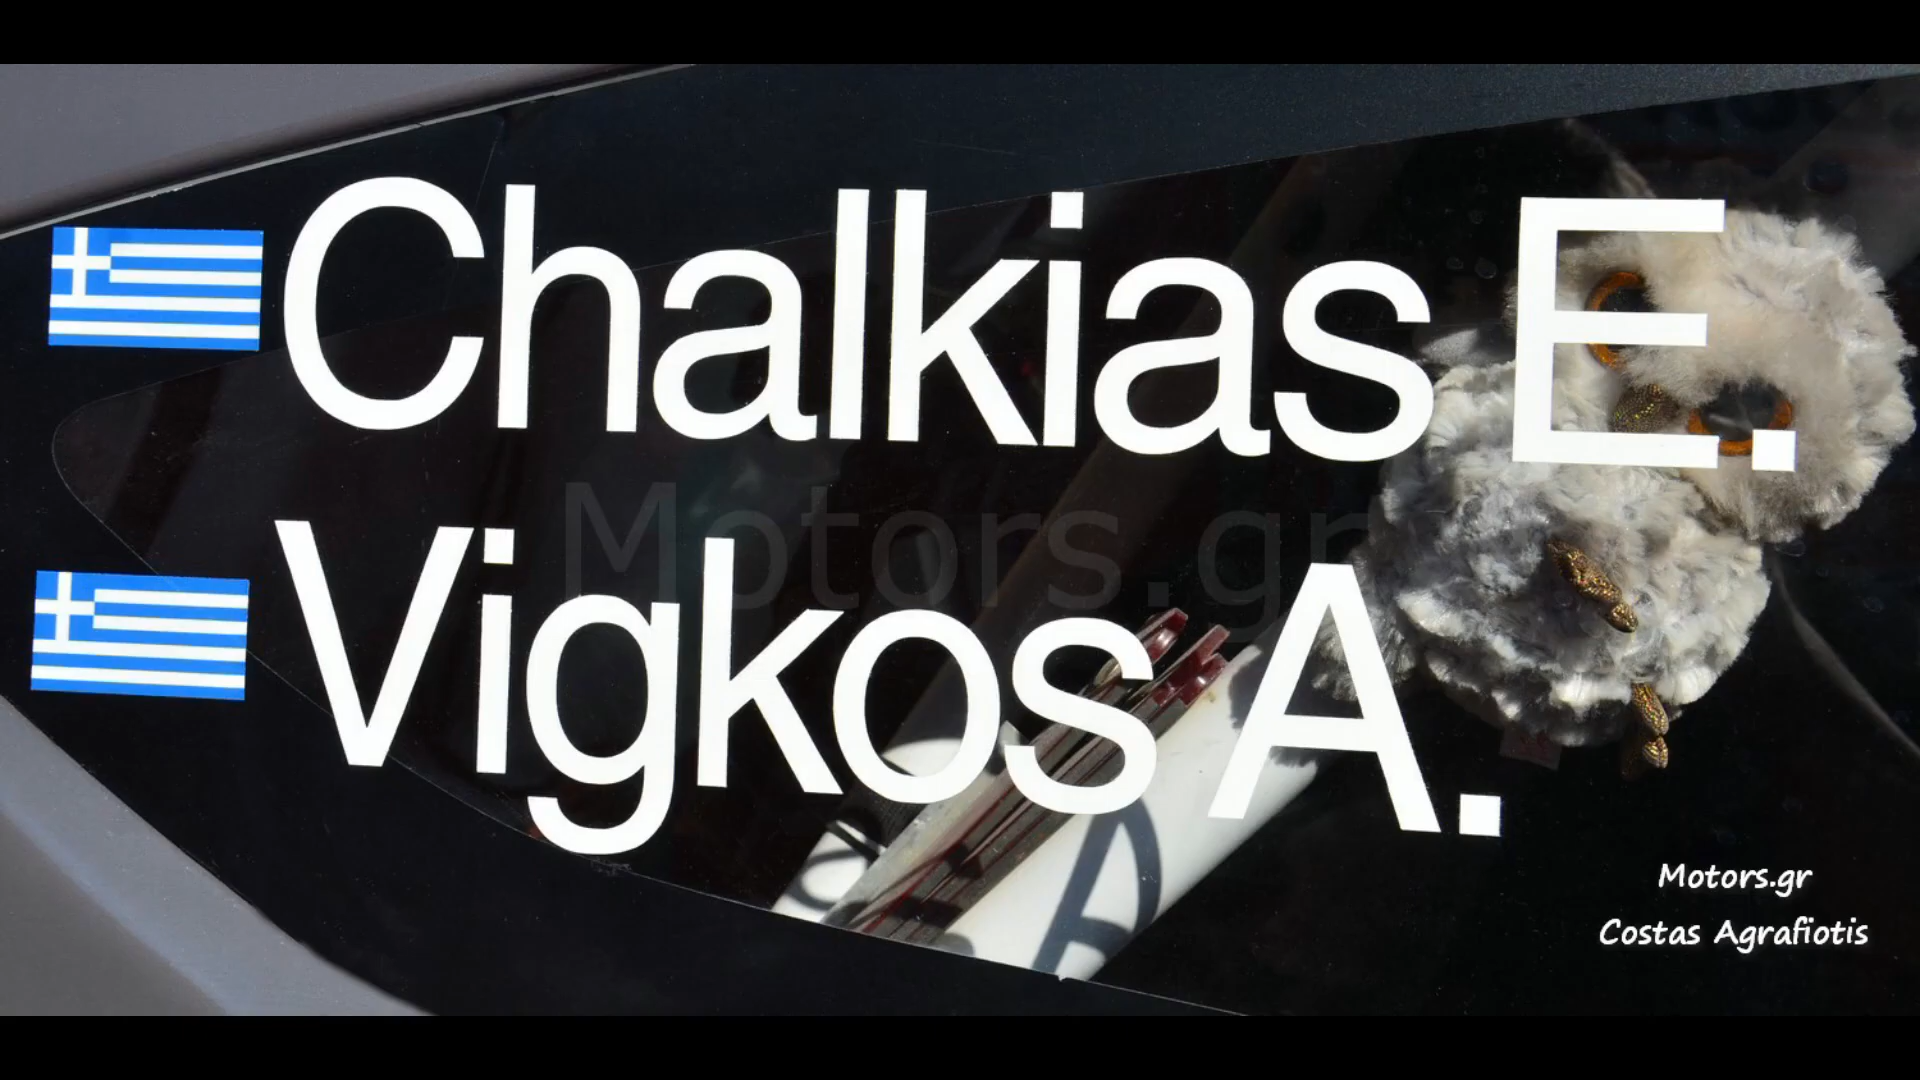 Chalkias E.
Vigkos A.
Motors.gr
Motors.gr
Costas Agrafiotis